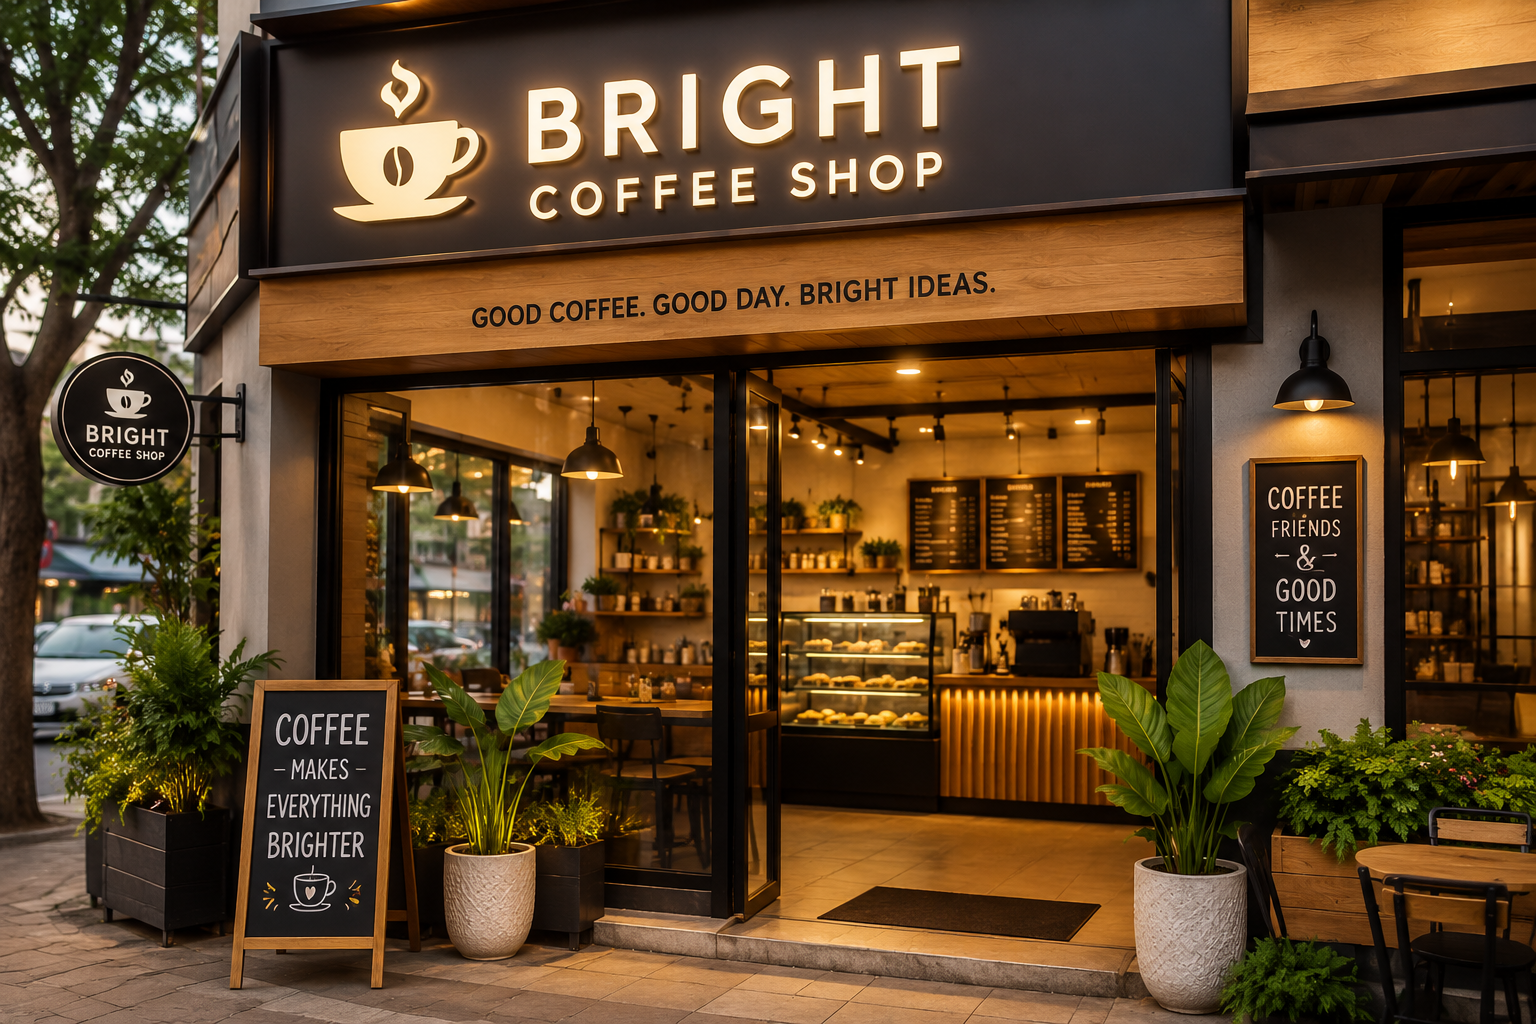 BRIGHT
COFFEE SHOP
GOOD COFFEE. GOOD DAY. BRIGHT IDEAS.
BRIGHT
COFFEE SHOP
COFFEE
FRIENDS
&
GOOD
TIMES
COFFEE
- MAKES -
EVERYTHING
BRIGHTER